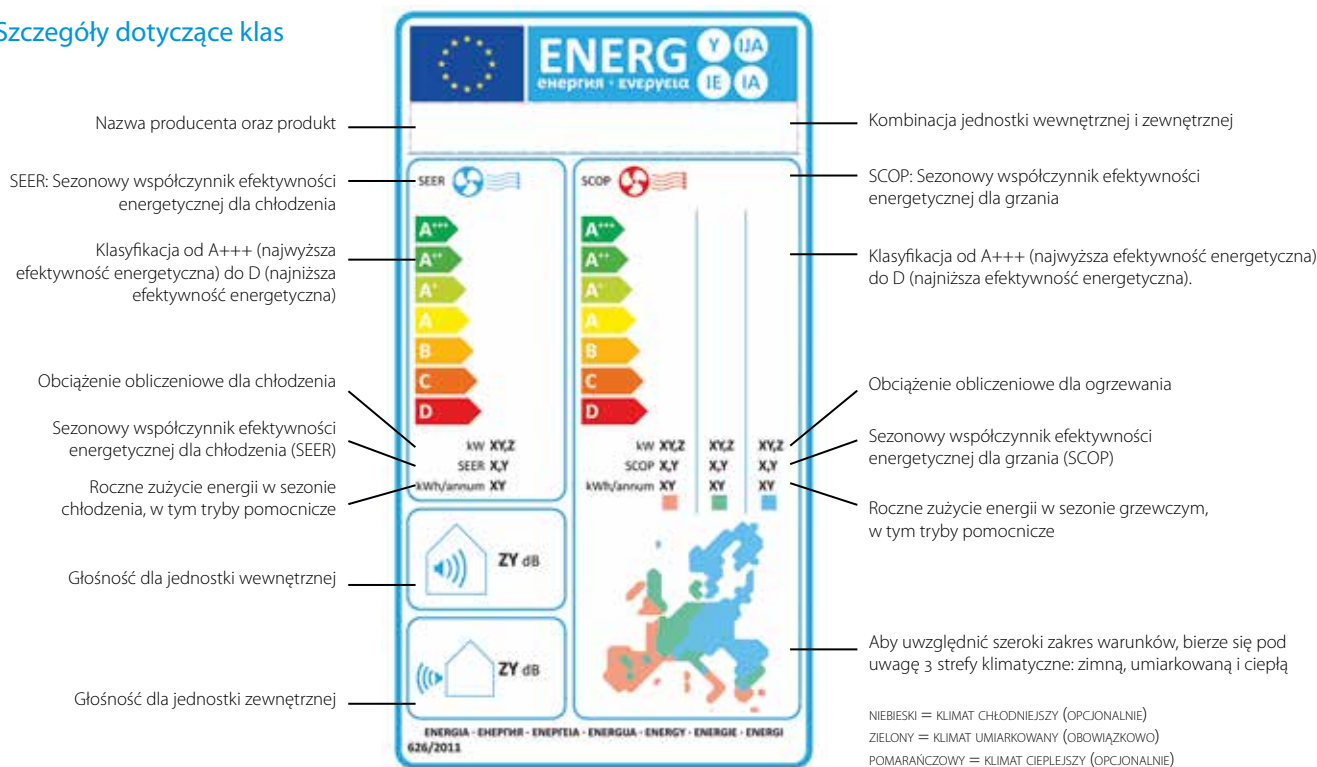 Szczegóły dotyczące klas
ENERG Y IJA
енергия · ενεργεια IE IA
Nazwa producenta oraz produkt
Kombinacja jednostki wewnętrznej i zewnętrznej
SEER: Sezonowy współczynnik efektywności
energetycznej dla chłodzenia
SEER
SCOP
SCOP: Sezonowy współczynnik efektywności
energetycznej dla grzania
Klasyfikacja od A+++ (najwyższa
efektywność energetyczna) do D (najniższa
efektywność energetyczna)
A+++
A++
A+
A
B
C
D
A+++
A++
A+
A
B
C
D
Klasyfikacja od A+++ (najwyższa efektywność energetyczna)
do D (najniższa efektywność energetyczna).
Obciążenie obliczeniowe dla chłodzenia
Sezonowy współczynnik efektywności
energetycznej dla chłodzenia (SEER)
Roczne zużycie energii w sezonie
chłodzenia, w tym tryby pomocnicze
kW XY,Z
SEER X,Y
kWh/annum XY
kW XY,Z XY,Z XY,Z
SCOP X,Y X,Y X,Y
kWh/annum XY XY XY
Obciążenie obliczeniowe dla ogrzewania
Sezonowy współczynnik efektywności
energetycznej dla grzania (SCOP)
Roczne zużycie energii w sezonie grzewczym,
w tym tryby pomocnicze
Głośność dla jednostki wewnętrznej
ZY dB
Głośność dla jednostki zewnętrznej
ZY dB
Aby uwzględnić szeroki zakres warunków, bierze się pod
uwagę 3 strefy klimatyczne: zimną, umiarkowaną i ciepłą
NIEBIESKI = KLIMAT CHŁODNIEJSZY (OPCJONALNIE)
ZIELONY = KLIMAT UMIARKOWANY (OBOWIĄZKOWO)
POMARAŃCZOWY = KLIMAT CIEPLEJSZY (OPCJONALNIE)
ENERGIA · ЕНЕРГИЯ · ΕΝΕΡΓΕΙΑ · ENERGIJA · ENERGY · ENERGIE · ENERGI
626/2011